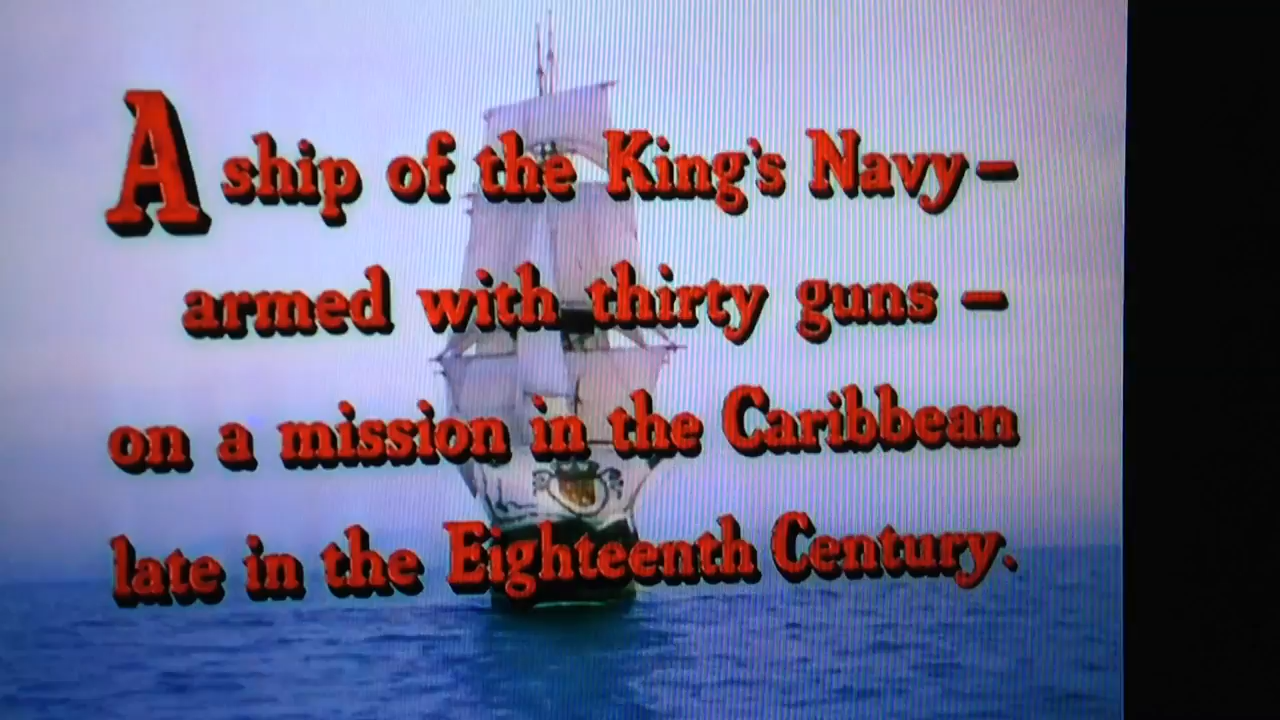 A ship of the King's Navy—
armed with thirty guns —
on a mission in the Caribbean
late in the Eighteenth Century.